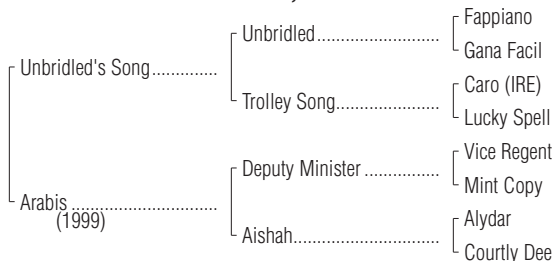 Fappiano
Unbridled
Gana Facil
Unbridled's Song
Caro (IRE)
Trolley Song
Lucky Spell
Vice Regent
Deputy Minister
Mint Copy
Arabis
(1999)
Alydar
Aishah
Courtly Dee